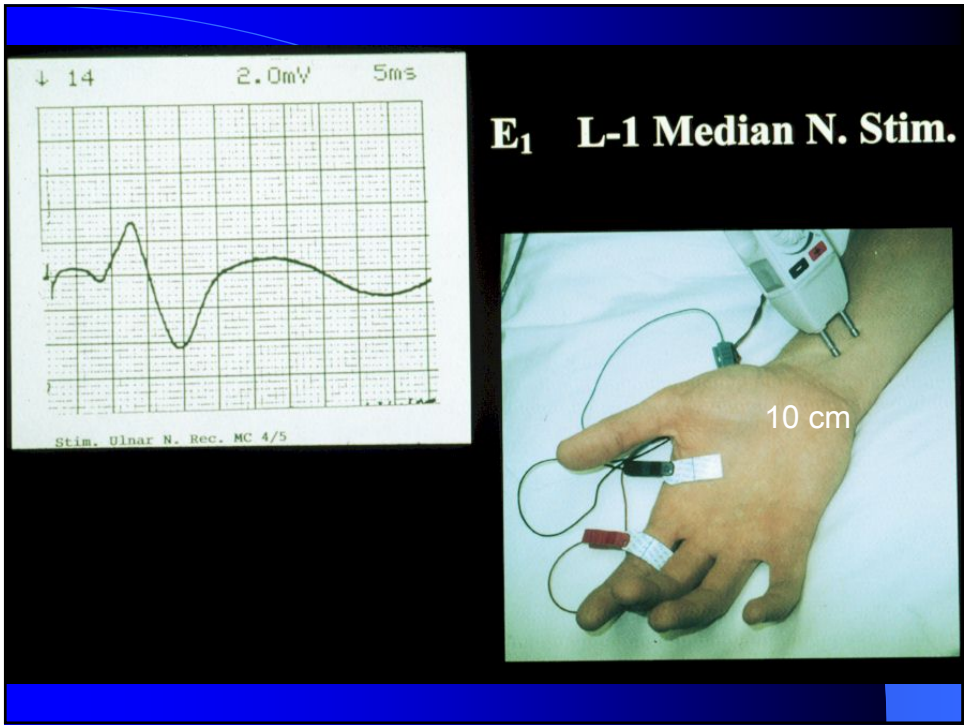 ↓ 14 2.0mV 5ms
E₁ L-1 Median N. Stim.
10 cm
Stim. Ulnar N. Rec. MC 4/5